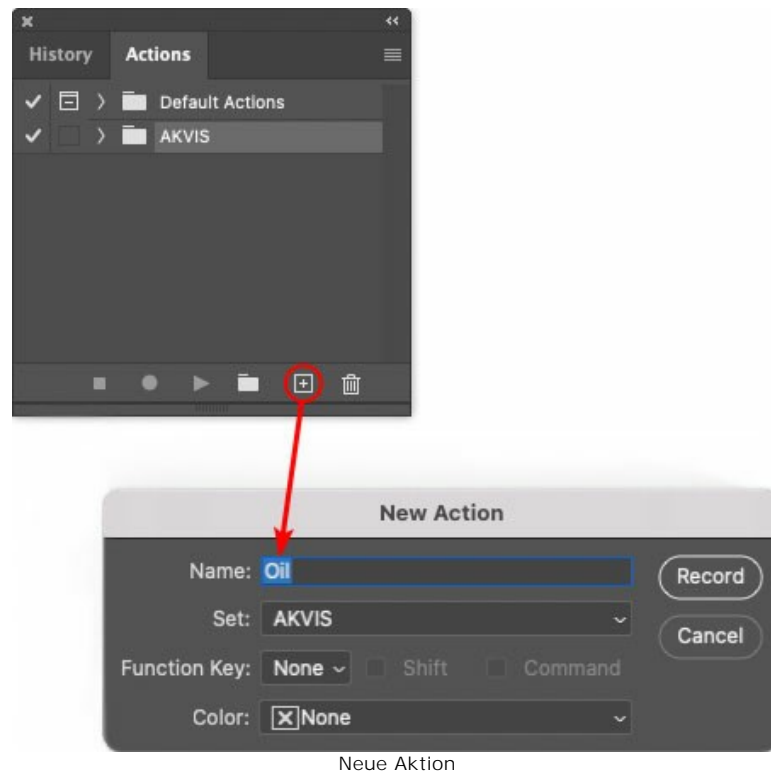 History Actions
Default Actions
AKVIS
New Action
Name: Oil
Record
Set: AKVIS
Cancel
Function Key: None Shift Command
Color: None
Neue Aktion